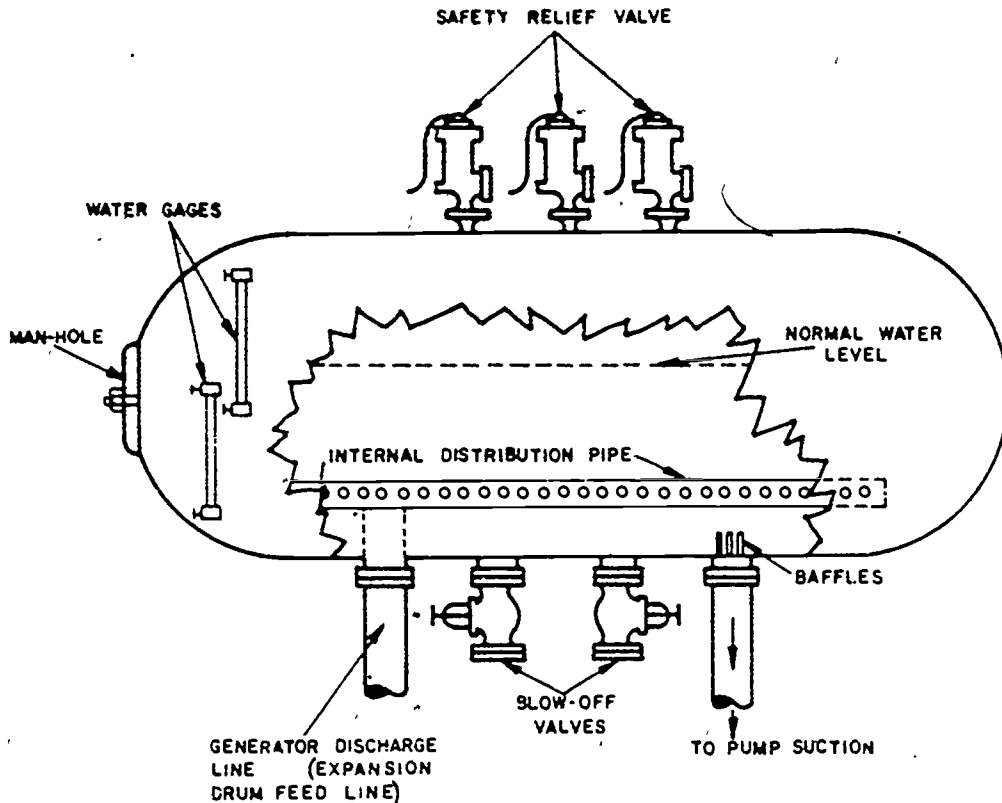 SAFETY RELIEF VALVE
WATER GAGES
MAN-HOLE
NORMAL WATER
LEVEL
INTERNAL DISTRIBUTION PIPE
BAFFLES
BLOW-OFF
VALVES
TO PUMP SUCTION
GENERATOR DISCHARGE
LINE (EXPANSION
DRUM FEED LINE)